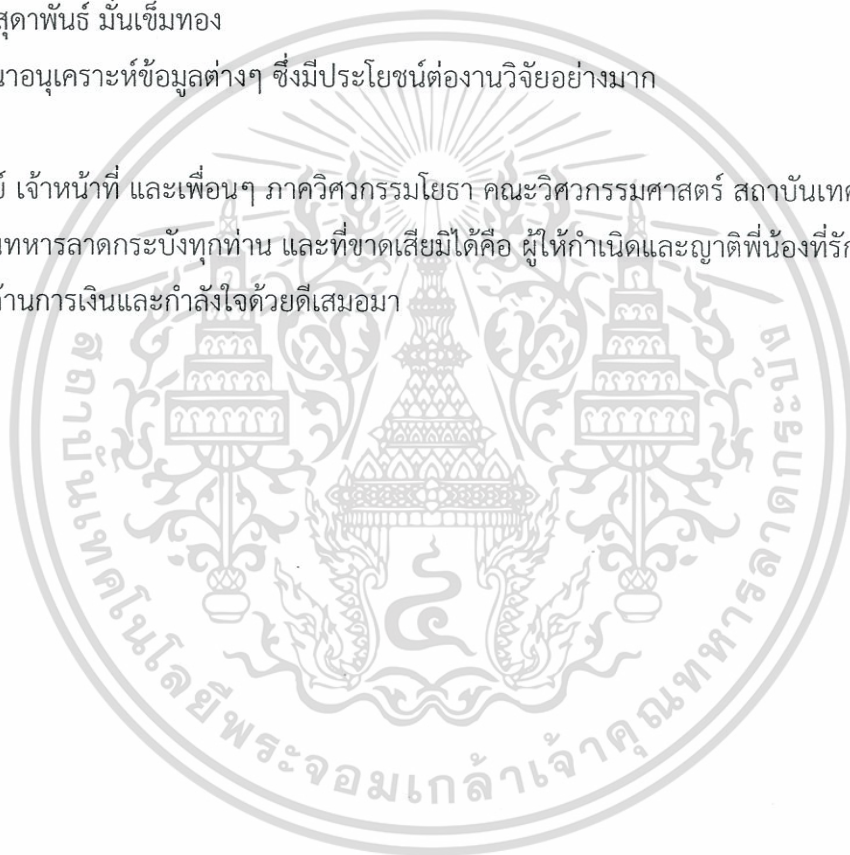 สุดาพันธ์ มั่นเข็มทอง
นาอนุเคราะห์ข้อมูลต่างๆ ซึ่งมีประโยชน์ต่องานวิจัยอย่างมาก
เจ้าหน้าที่ และเพื่อนๆ ภาควิศวกรรมโยธา คณะวิศวกรรมศาสตร์ สถาบันเทค
ทหารลาดกระบังทุกท่าน และที่ขาดเสียมิได้คือ ผู้ให้กำเนิดและญาติพี่น้องที่รัก
ด้านการเงินและกำลังใจด้วยดีเสมอมา
สถาบันเทคโนโลยีพระจอมเกล้าเจ้าคุณทหารลาดกระบัง